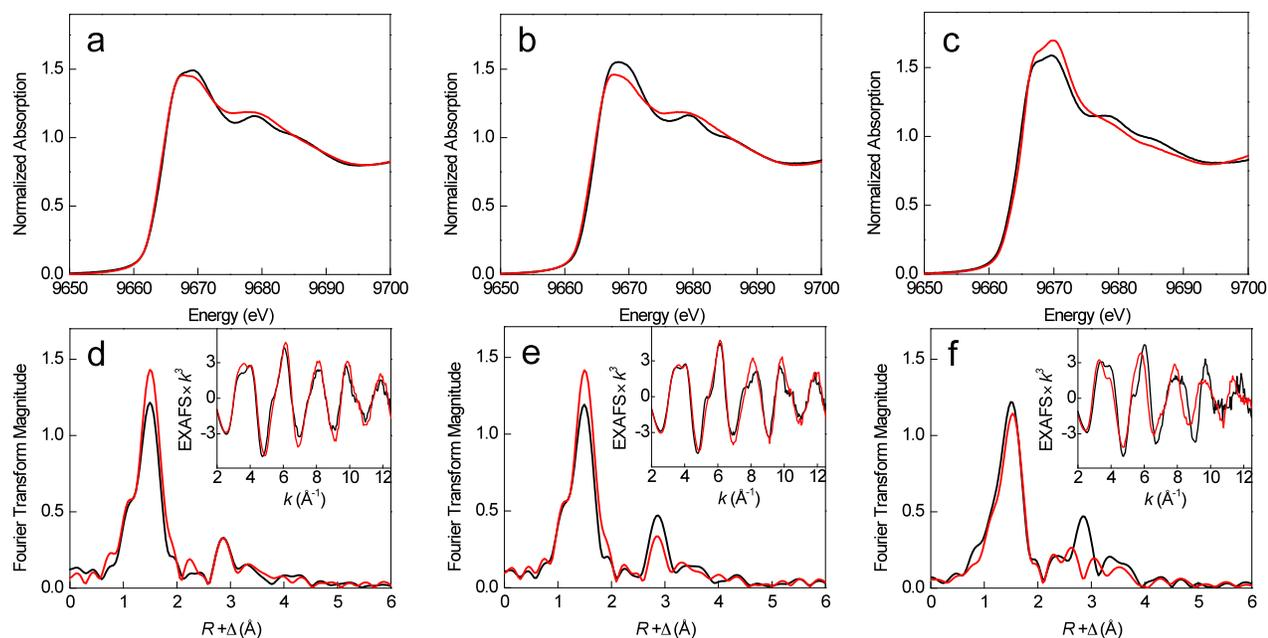 a
b
c
Normalized Absorption
Normalized Absorption
Normalized Absorption
1.5
1.0
0.5
0.0
1.5
1.0
0.5
0.0
1.5
1.0
0.5
0.0
9650 9660 9670 9680 9690 9700
9650 9660 9670 9680 9690 9700
9650 9660 9670 9680 9690 9700
Energy (eV)
Energy (eV)
Energy (eV)
d
e
f
Fourier Transform Magnitude
Fourier Transform Magnitude
Fourier Transform Magnitude
1.5
1.0
0.5
0.0
1.5
1.0
0.5
0.0
1.5
1.0
0.5
0.0
EXAFS× k³
EXAFS× k³
EXAFS× k³
3
0
-3
3
0
-3
3
0
-3
2 4 6 8 10 12
2 4 6 8 10 12
2 4 6 8 10 12
k (Å⁻¹)
k (Å⁻¹)
k (Å⁻¹)
0 1 2 3 4 5 6
0 1 2 3 4 5 6
0 1 2 3 4 5 6
R+Δ (Å)
R+Δ (Å)
R+Δ (Å)